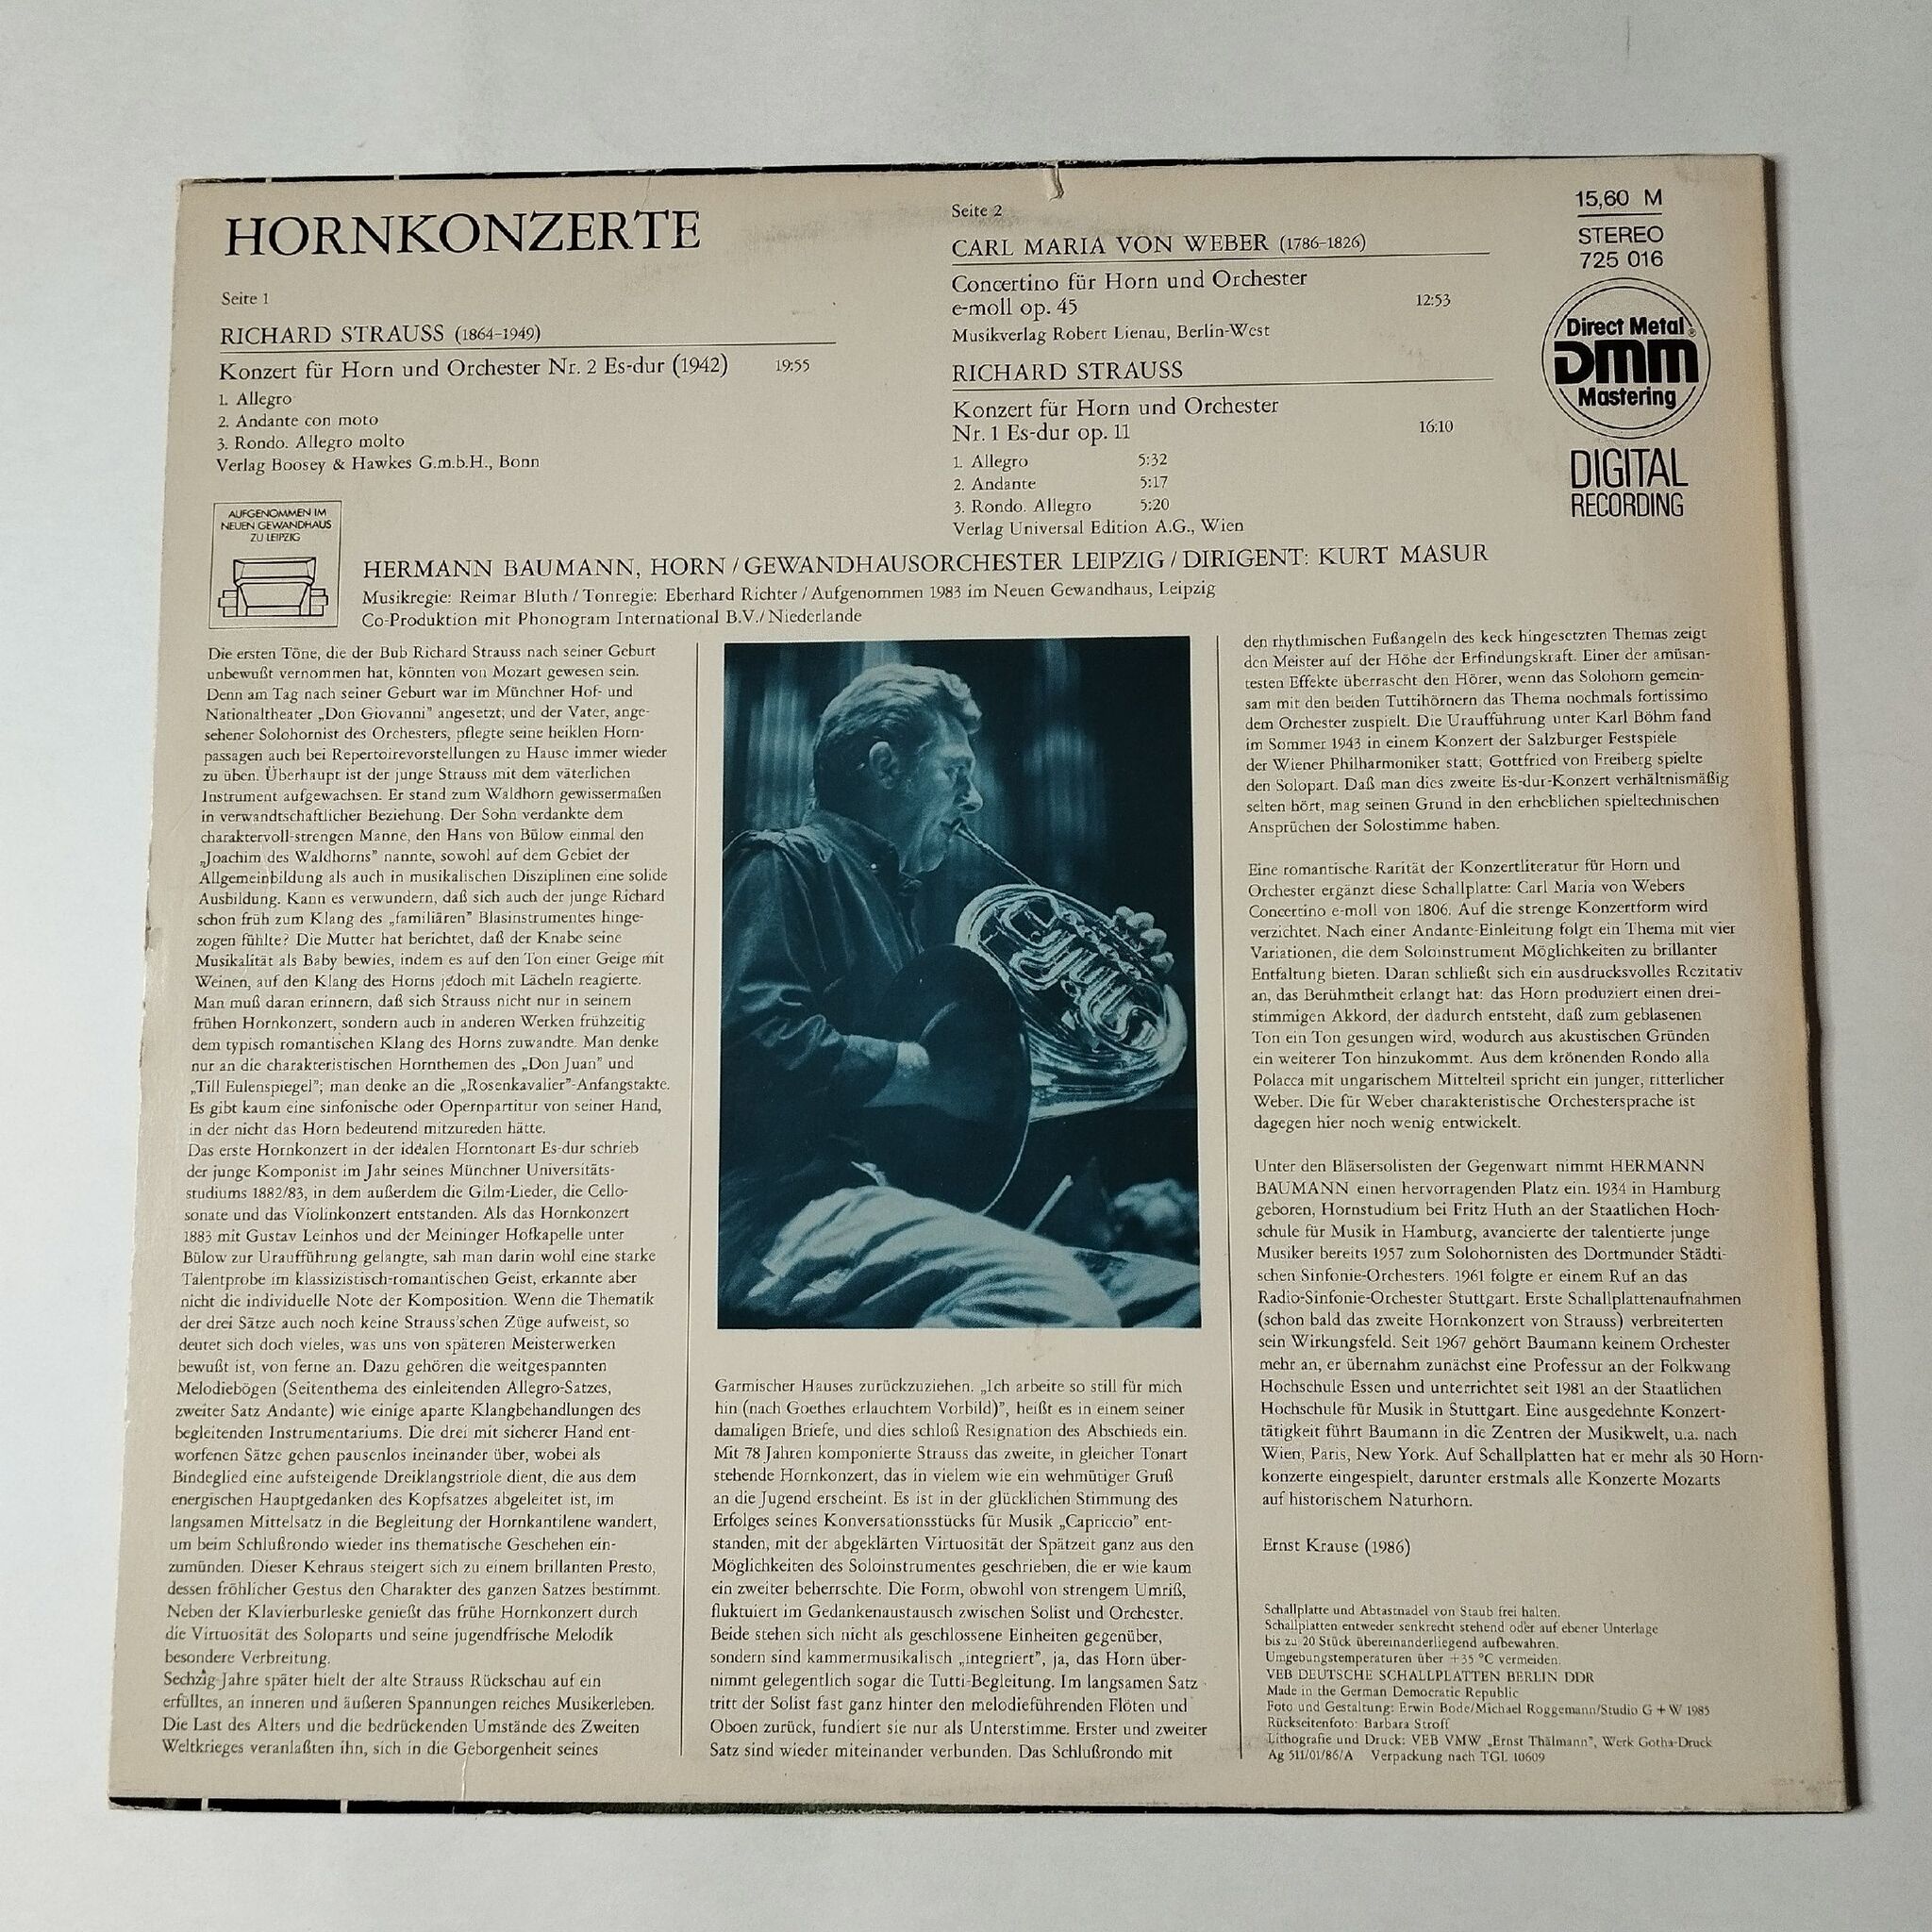 HORNKONZERTE
Seite 1
RICHARD STRAUSS (1864–1949)
Konzert für Horn und Orchester Nr. 2 Es-dur (1942) 19:55
1. Allegro
2. Andante con moto
3. Rondo. Allegro molto
Verlag Boosey & Hawkes G.m.b.H., Bonn
Seite 2
CARL MARIA VON WEBER (1786–1826)
Concertino für Horn und Orchester
e-moll op. 45 12:53
Musikverlag Robert Lienau, Berlin-West
RICHARD STRAUSS
Konzert für Horn und Orchester
Nr. 1 Es-dur op. 11 16:10
1. Allegro 5:32
2. Andante 5:17
3. Rondo. Allegro 5:20
Verlag Universal Edition A.G., Wien
15,60 M
STEREO
725 016
Direct Metal
DMM
Mastering
DIGITAL
RECORDING
AUFGENOMMEN IM
NEUEN GEWANDHAUS
ZU LEIPZIG
HERMANN BAUMANN, HORN / GEWANDHAUSORCHESTER LEIPZIG / DIRIGENT: KURT MASUR
Musikregie: Reimar Bluth / Tonregie: Eberhard Richter / Aufgenommen 1983 im Neuen Gewandhaus, Leipzig
Co-Produktion mit Phonogram International B.V./ Niederlande
Die ersten Töne, die der Bub Richard Strauss nach seiner Geburt
unbewußt vernommen hat, könnten von Mozart gewesen sein.
Denn am Tag nach seiner Geburt war im Münchner Hof- und
Nationaltheater „Don Giovanni” angesetzt; und der Vater, ange-
sehener Solohornist des Orchesters, pflegte seine heiklen Horn-
passagen auch bei Repertoirevorstellungen zu Hause immer wieder
zu üben. Überhaupt ist der junge Strauss mit dem väterlichen
Instrument aufgewachsen. Er stand zum Waldhorn gewissermaßen
in verwandtschaftlicher Beziehung. Der Sohn verdankte dem
charaktervoll-strengen Manne, den Hans von Bülow einmal den
„Joachim des Waldhorns” nannte, sowohl auf dem Gebiet der
Allgemeinbildung als auch in musikalischen Disziplinen eine solide
Ausbildung. Kann es verwundern, daß sich auch der junge Richard
schon früh zum Klang des „familiären” Blasinstrumentes hinge-
zogen fühlte? Die Mutter hat berichtet, daß der Knabe seine
Musikalität als Baby bewies, indem es auf den Ton einer Geige mit
Weinen, auf den Klang des Horns jedoch mit Lächeln reagierte.
Man muß daran erinnern, daß sich Strauss nicht nur in seinem
frühen Hornkonzert, sondern auch in anderen Werken frühzeitig
dem typisch romantischen Klang des Horns zuwandte. Man denke
nur an die charakteristischen Hornthemen des „Don Juan” und
„Till Eulenspiegel”; man denke an die „Rosenkavalier”-Anfangstakte.
Es gibt kaum eine sinfonische oder Opernpartitur von seiner Hand,
in der nicht das Horn bedeutend mitzureden hätte.
Das erste Hornkonzert in der idealen Horntonart Es-dur schrieb
der junge Komponist im Jahr seines Münchner Universitäts-
studiums 1882/83, in dem außerdem die Gilm-Lieder, die Cello-
sonate und das Violinkonzert entstanden. Als das Hornkonzert
1883 mit Gustav Leinhos und der Meininger Hofkapelle unter
Bülow zur Uraufführung gelangte, sah man darin wohl eine starke
Talentprobe im klassizistisch-romantischen Geist, erkannte aber
nicht die individuelle Note der Komposition. Wenn die Thematik
der drei Sätze auch noch keine Strauss'schen Züge aufweist, so
deutet sich doch vieles, was uns von späteren Meisterwerken
bewußt ist, von ferne an. Dazu gehören die weitgespannten
Melodiebögen (Seitenthema des einleitenden Allegro-Satzes,
zweiter Satz Andante) wie einige aparte Klangbehandlungen des
begleitenden Instrumentariums. Die drei mit sicherer Hand ent-
worfenen Sätze gehen pausenlos ineinander über, wobei als
Bindeglied eine aufsteigende Dreiklangstriole dient, die aus dem
energischen Hauptgedanken des Kopfsatzes abgeleitet ist, im
langsamen Mittelsatz in die Begleitung der Hornkantilene wandert,
um beim Schlußrondo wieder ins thematische Geschehen ein-
zumünden. Dieser Kehraus steigert sich zu einem brillanten Presto,
dessen fröhlicher Gestus den Charakter des ganzen Satzes bestimmt.
Neben der Klavierburleske genießt das frühe Hornkonzert durch
die Virtuosität des Soloparts und seine jugendfrische Melodik
besondere Verbreitung.
Sechzig Jahre später hielt der alte Strauss Rückschau auf ein
erfülltes, an inneren und äußeren Spannungen reiches Musikerleben.
Die Last des Alters und die bedrückenden Umstände des Zweiten
Weltkrieges veranlaßten ihn, sich in die Geborgenheit seines
Garmischer Hauses zurückzuziehen. „Ich arbeite so still für mich
hin (nach Goethes erlauchtem Vorbild)”, heißt es in einem seiner
damaligen Briefe, und dies schloß Resignation des Abschieds ein.
Mit 78 Jahren komponierte Strauss das zweite, in gleicher Tonart
stehende Hornkonzert, das in vielem wie ein wehmütiger Gruß
an die Jugend erscheint. Es ist in der glücklichen Stimmung des
Erfolges seines Konversationsstücks für Musik „Capriccio” ent-
standen, mit der abgeklärten Virtuosität der Spätzeit ganz aus den
Möglichkeiten des Soloinstrumentes geschrieben, die er wie kaum
ein zweiter beherrschte. Die Form, obwohl von strengem Umriß,
fluktuiert im Gedankenaustausch zwischen Solist und Orchester.
Beide stehen sich nicht als geschlossene Einheiten gegenüber,
sondern sind kammermusikalisch „integriert”, ja, das Horn über-
nimmt gelegentlich sogar die Tutti-Begleitung. Im langsamen Satz
tritt der Solist fast ganz hinter den melodieführenden Flöten und
Oboen zurück, fundiert sie nur als Unterstimme. Erster und zweiter
Satz sind wieder miteinander verbunden. Das Schlußrondo mit
den rhythmischen Fußangeln des keck hingesetzten Themas zeigt
den Meister auf der Höhe der Erfindungskraft. Einer der amüsan-
testen Effekte überrascht den Hörer, wenn das Solohorn gemein-
sam mit den beiden Tuttihörnern das Thema nochmals fortissimo
dem Orchester zuspielt. Die Uraufführung unter Karl Böhm fand
im Sommer 1943 in einem Konzert der Salzburger Festspiele
der Wiener Philharmoniker statt; Gottfried von Freiberg spielte
den Solopart. Daß man dies zweite Es-dur-Konzert verhältnismäßig
selten hört, mag seinen Grund in den erheblichen spieltechnischen
Ansprüchen der Solostimme haben.
Eine romantische Rarität der Konzertliteratur für Horn und
Orchester ergänzt diese Schallplatte: Carl Maria von Webers
Concertino e-moll von 1806. Auf die strenge Konzertform wird
verzichtet. Nach einer Andante-Einleitung folgt ein Thema mit vier
Variationen, die dem Soloinstrument Möglichkeiten zu brillanter
Entfaltung bieten. Daran schließt sich ein ausdrucksvolles Rezitativ
an, das Berühmtheit erlangt hat: das Horn produziert einen drei-
stimmigen Akkord, der dadurch entsteht, daß zum geblasenen
Ton ein Ton gesungen wird, wodurch aus akustischen Gründen
ein weiterer Ton hinzukommt. Aus dem krönenden Rondo alla
Polacca mit ungarischem Mittelteil spricht ein junger, ritterlicher
Weber. Die für Weber charakteristische Orchestersprache ist
dagegen hier noch wenig entwickelt.
Unter den Bläsersolisten der Gegenwart nimmt HERMANN
BAUMANN einen hervorragenden Platz ein. 1934 in Hamburg
geboren, Hornstudium bei Fritz Huth an der Staatlichen Hoch-
schule für Musik in Hamburg, avancierte der talentierte junge
Musiker bereits 1957 zum Solohornisten des Dortmunder Städti-
schen Sinfonie-Orchesters. 1961 folgte er einem Ruf an das
Radio-Sinfonie-Orchester Stuttgart. Erste Schallplattenaufnahmen
(schon bald das zweite Hornkonzert von Strauss) verbreiterten
sein Wirkungsfeld. Seit 1967 gehört Baumann keinem Orchester
mehr an, er übernahm zunächst eine Professur an der Folkwang
Hochschule Essen und unterrichtet seit 1981 an der Staatlichen
Hochschule für Musik in Stuttgart. Eine ausgedehnte Konzert-
tätigkeit führt Baumann in die Zentren der Musikwelt, u.a. nach
Wien, Paris, New York. Auf Schallplatten hat er mehr als 30 Horn-
konzerte eingespielt, darunter erstmals alle Konzerte Mozarts
auf historischem Naturhorn.
Ernst Krause (1986)
Schallplatte und Abtastnadel von Staub frei halten.
Schallplatten entweder senkrecht stehend oder auf ebener Unterlage
bis zu 20 Stück übereinanderliegend aufbewahren.
Umgebungstemperaturen über +35 °C vermeiden.
VEB DEUTSCHE SCHALLPLATTEN BERLIN DDR
Made in the German Democratic Republic
Foto und Gestaltung: Erwin Bode/Michael Roggemann/Studio G + W 1985
Rückseitenfoto: Barbara Stroff
Lithografie und Druck: VEB VMW „Ernst Thälmann”, Werk Gotha-Druck
Ag 511/01/86/A Verpackung nach TGL 10609